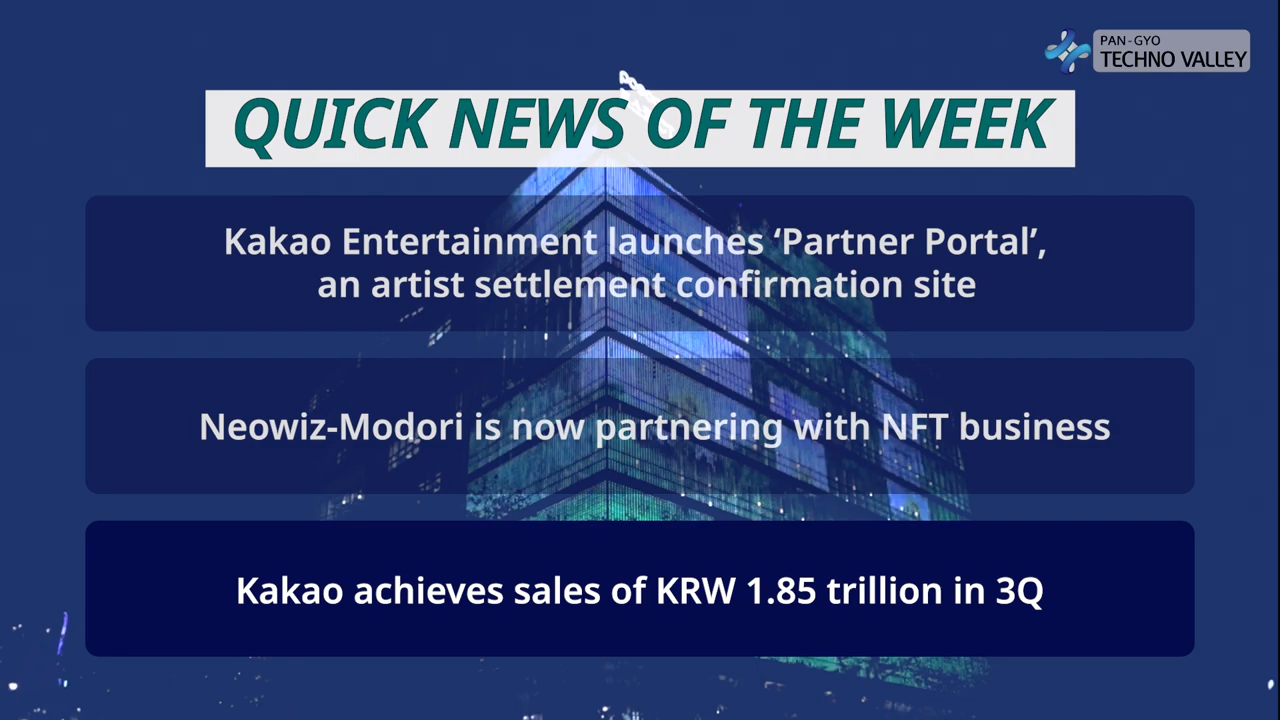 PAN-GYO
TECHNO VALLEY
QUICK NEWS OF THE WEEK
Kakao Entertainment launches ‘Partner Portal’,
an artist settlement confirmation site
Neowiz-Modori is now partnering with NFT business
Kakao achieves sales of KRW 1.85 trillion in 3Q